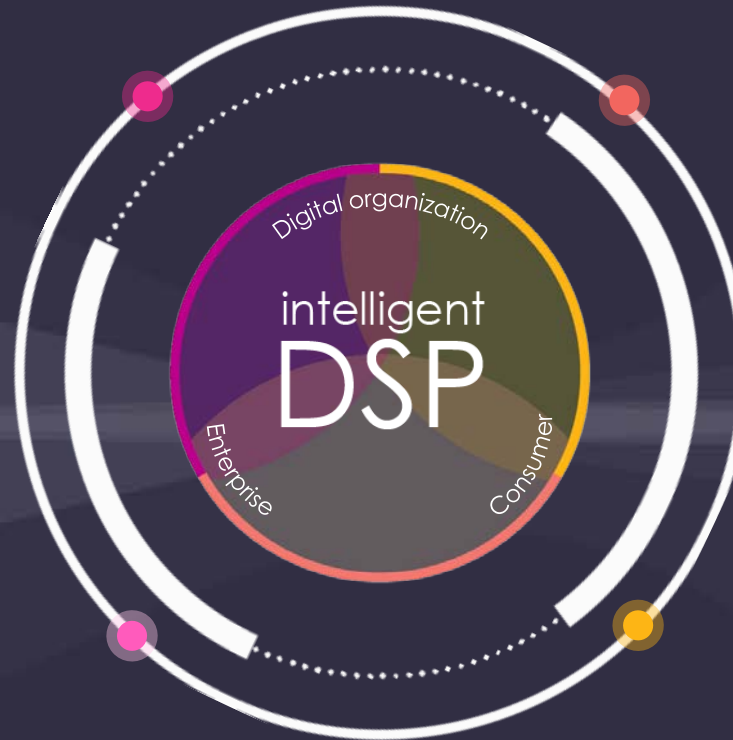 Digital organization
intelligent
DSP
Enterprise
Consumer